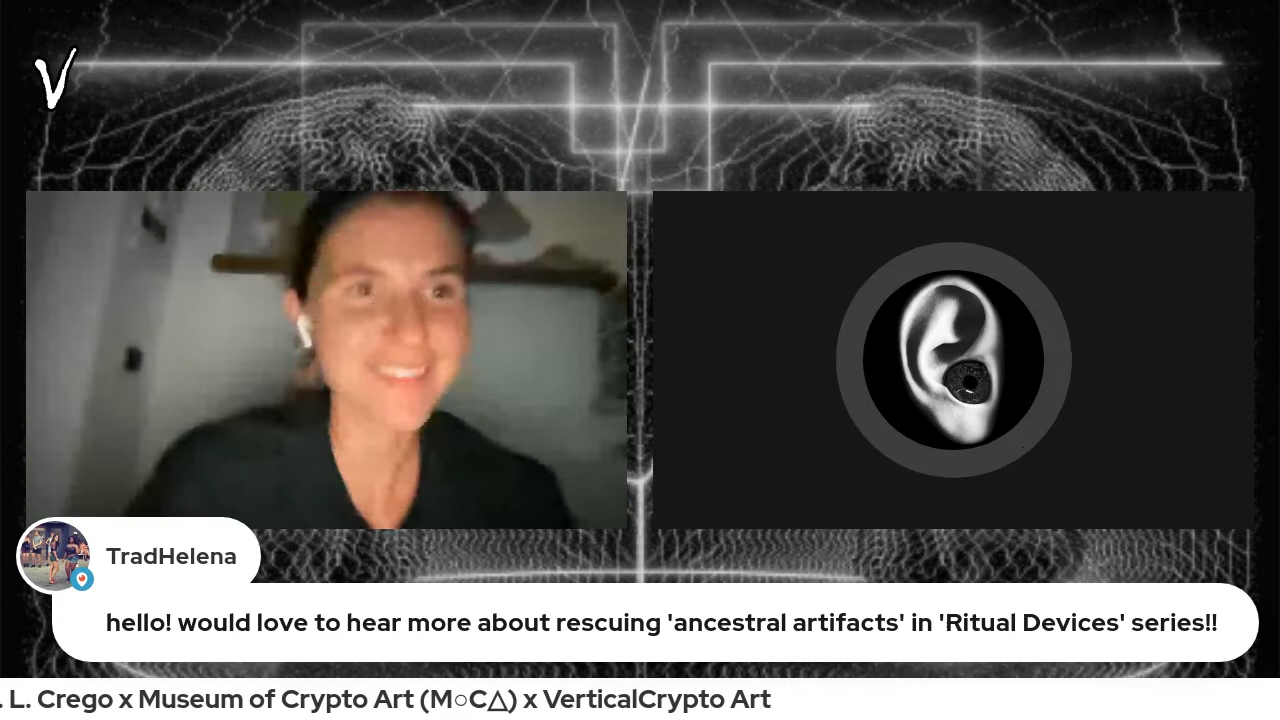 V
TradHelena
hello! would love to hear more about rescuing 'ancestral artifacts' in 'Ritual Devices' series!!
. L. Crego x Museum of Crypto Art (M○C△) x VerticalCrypto Art